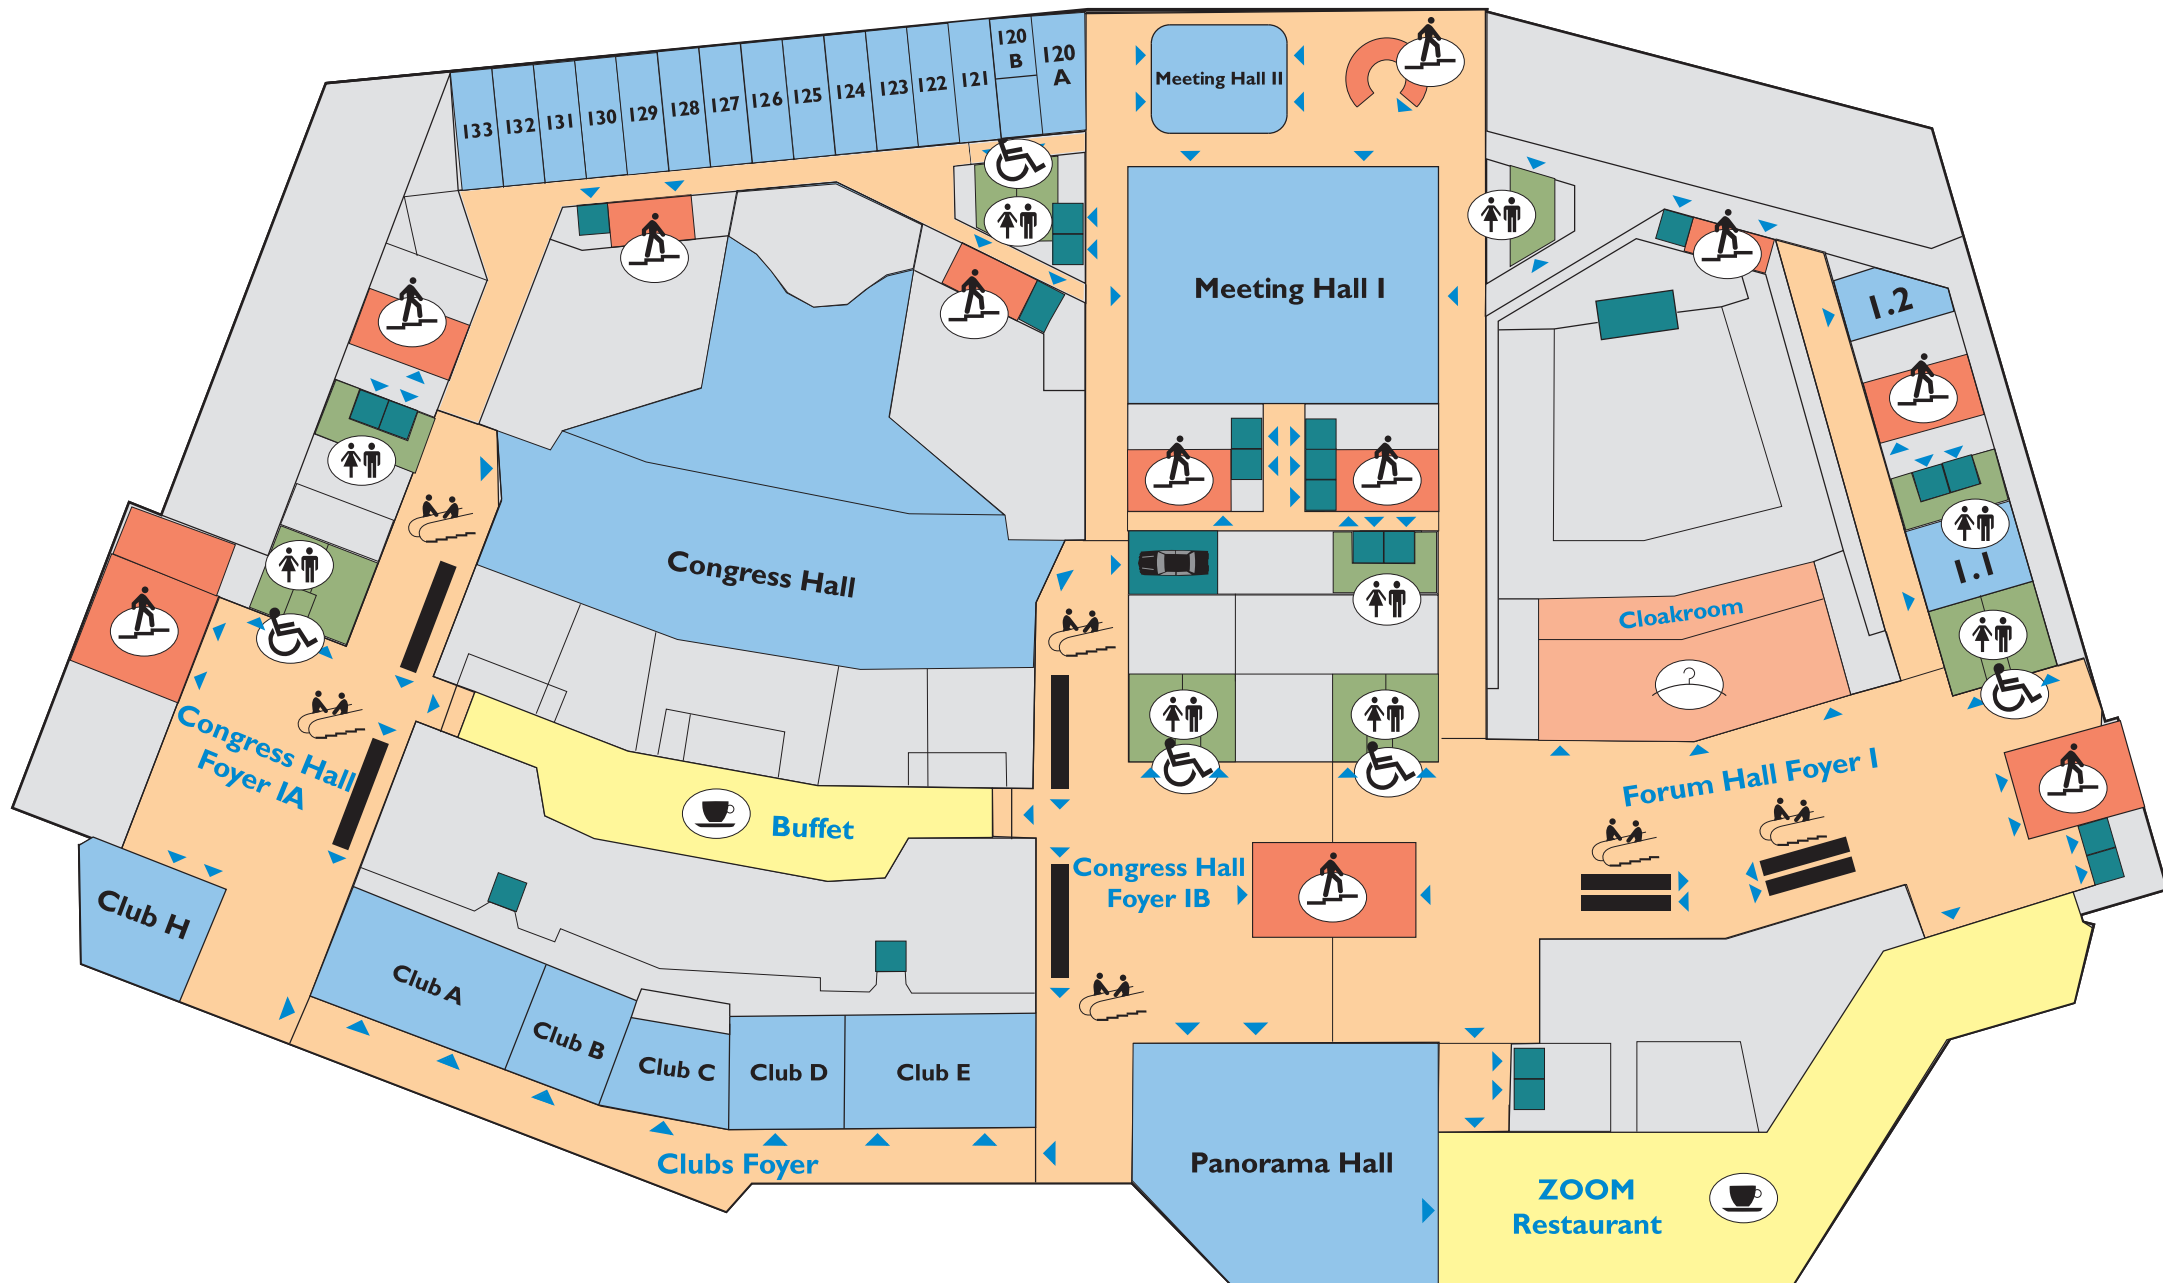 133
132
131
130
129
128
127
126
125
124
123
122
121
120
B
120
A
Meeting Hall II
Meeting Hall I
1.2
1.1
Congress Hall
Cloakroom
Congress Hall
Foyer IA
Forum Hall Foyer I
Buffet
Congress Hall
Foyer IB
Club H
Club A
Club B
Club C
Club D
Club E
Clubs Foyer
Panorama Hall
ZOOM
Restaurant